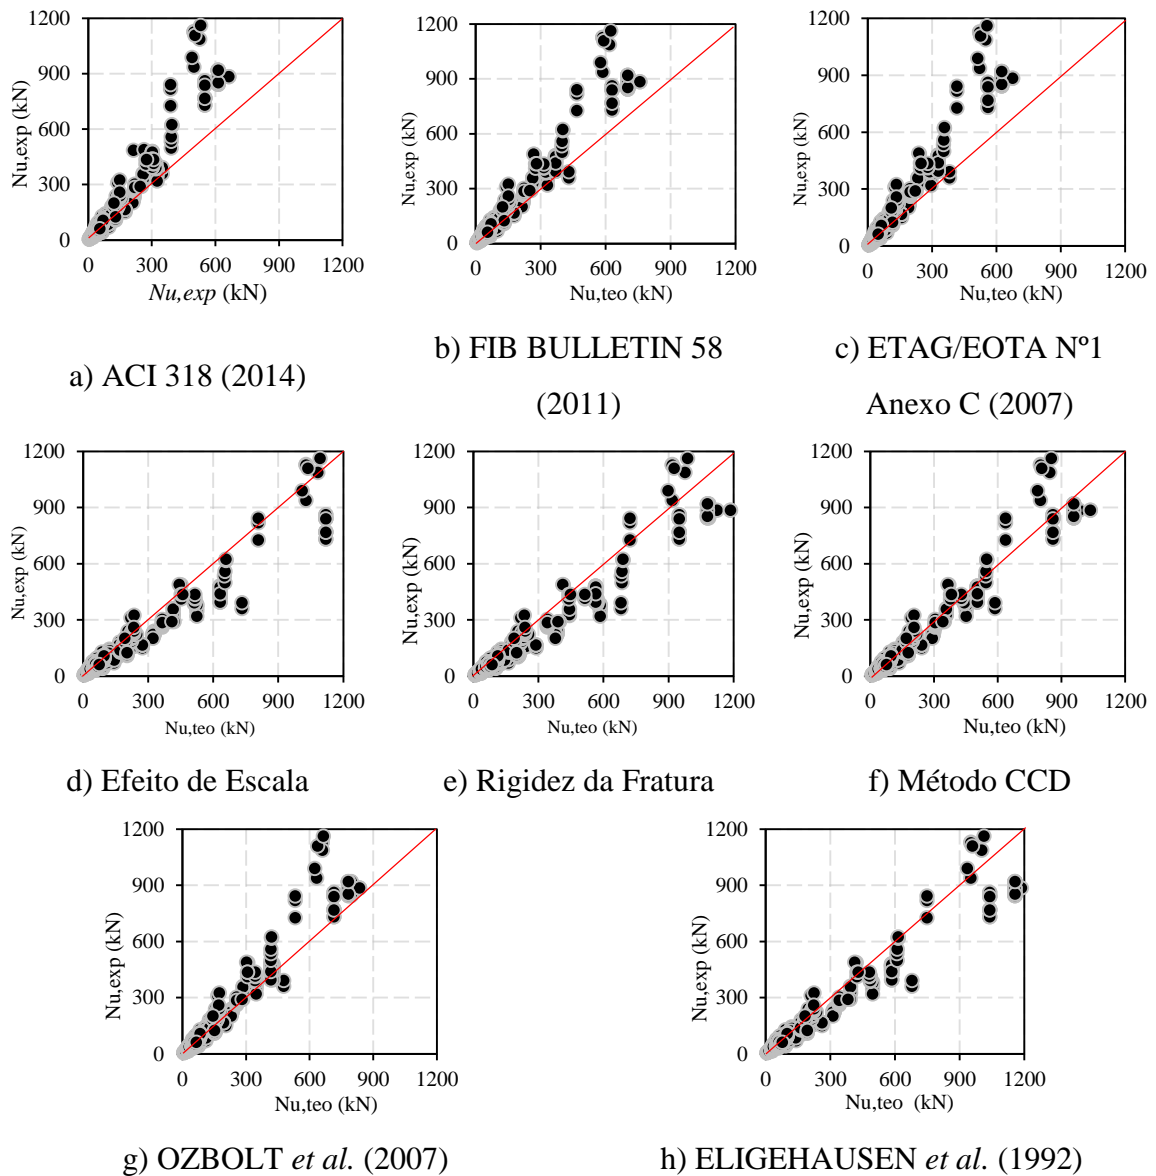 1200
900
600
300
0
Nu,exp (kN)
0 300 600 900 1200
Nu,exp (kN)
a) ACI 318 (2014)
1200
900
600
300
0
Nu,exp (kN)
0 300 600 900 1200
Nu,teo (kN)
b) FIB BULLETIN 58
(2011)
1200
900
600
300
0
Nu,exp (kN)
0 300 600 900 1200
Nu,teo (kN)
c) ETAG/EOTA Nº1
Anexo C (2007)
1200
900
600
300
0
Nu,exp (kN)
0 300 600 900 1200
Nu,teo (kN)
d) Efeito de Escala
1200
900
600
300
0
Nu,exp (kN)
0 300 600 900 1200
Nu,teo (kN)
e) Rigidez da Fratura
1200
900
600
300
0
Nu,exp (kN)
0 300 600 900 1200
Nu,teo (kN)
f) Método CCD
1200
900
600
300
0
Nu,exp (kN)
0 300 600 900 1200
Nu,teo (kN)
g) OZBOLT et al. (2007)
1200
900
600
300
0
Nu,exp (kN)
0 300 600 900 1200
Nu,teo (kN)
h) ELIGEHAUSEN et al. (1992)